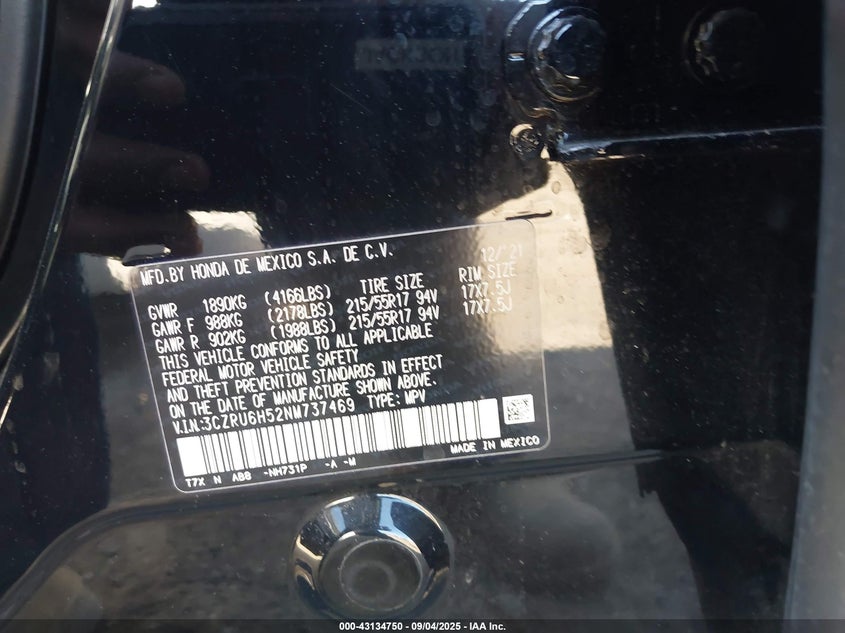 MFD.BY HONDA DE MEXICO S.A. DE C.V. 12/'21
TIRE SIZE RIM SIZE
GVWR 1890KG (4166LBS)
GAWR F 988KG (2178LBS) 215/55R17 94V 17X7.5J
GAWR R 902KG (1988LBS) 215/55R17 94V 17X7.5J
THIS VEHICLE CONFORMS TO ALL APPLICABLE
FEDERAL MOTOR VEHICLE SAFETY
AND THEFT PREVENTION STANDARDS IN EFFECT
ON THE DATE OF MANUFACTURE SHOWN ABOVE.
V.I.N:3CZRU6H52NM737469 TYPE: MPV
MADE IN MEXICO
T7X N AB8 -NH731P -A -M
000-43134750 - 09/04/2025 - IAA Inc.